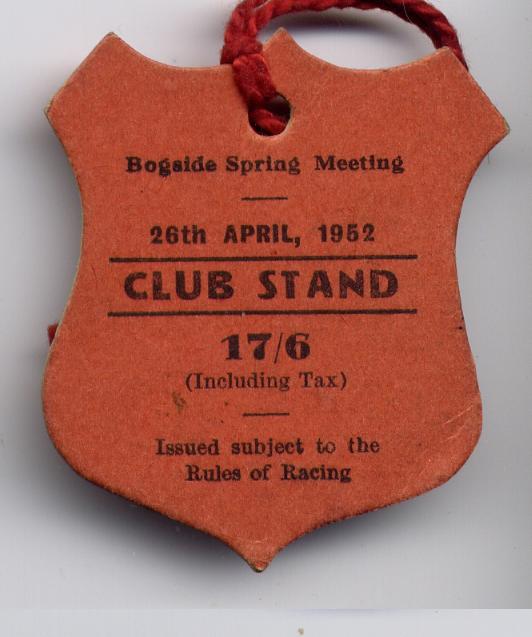 Bogside Spring Meeting
26th APRIL, 1952
CLUB STAND
17/6
(Including Tax)
Issued subject to the
Rules of Racing